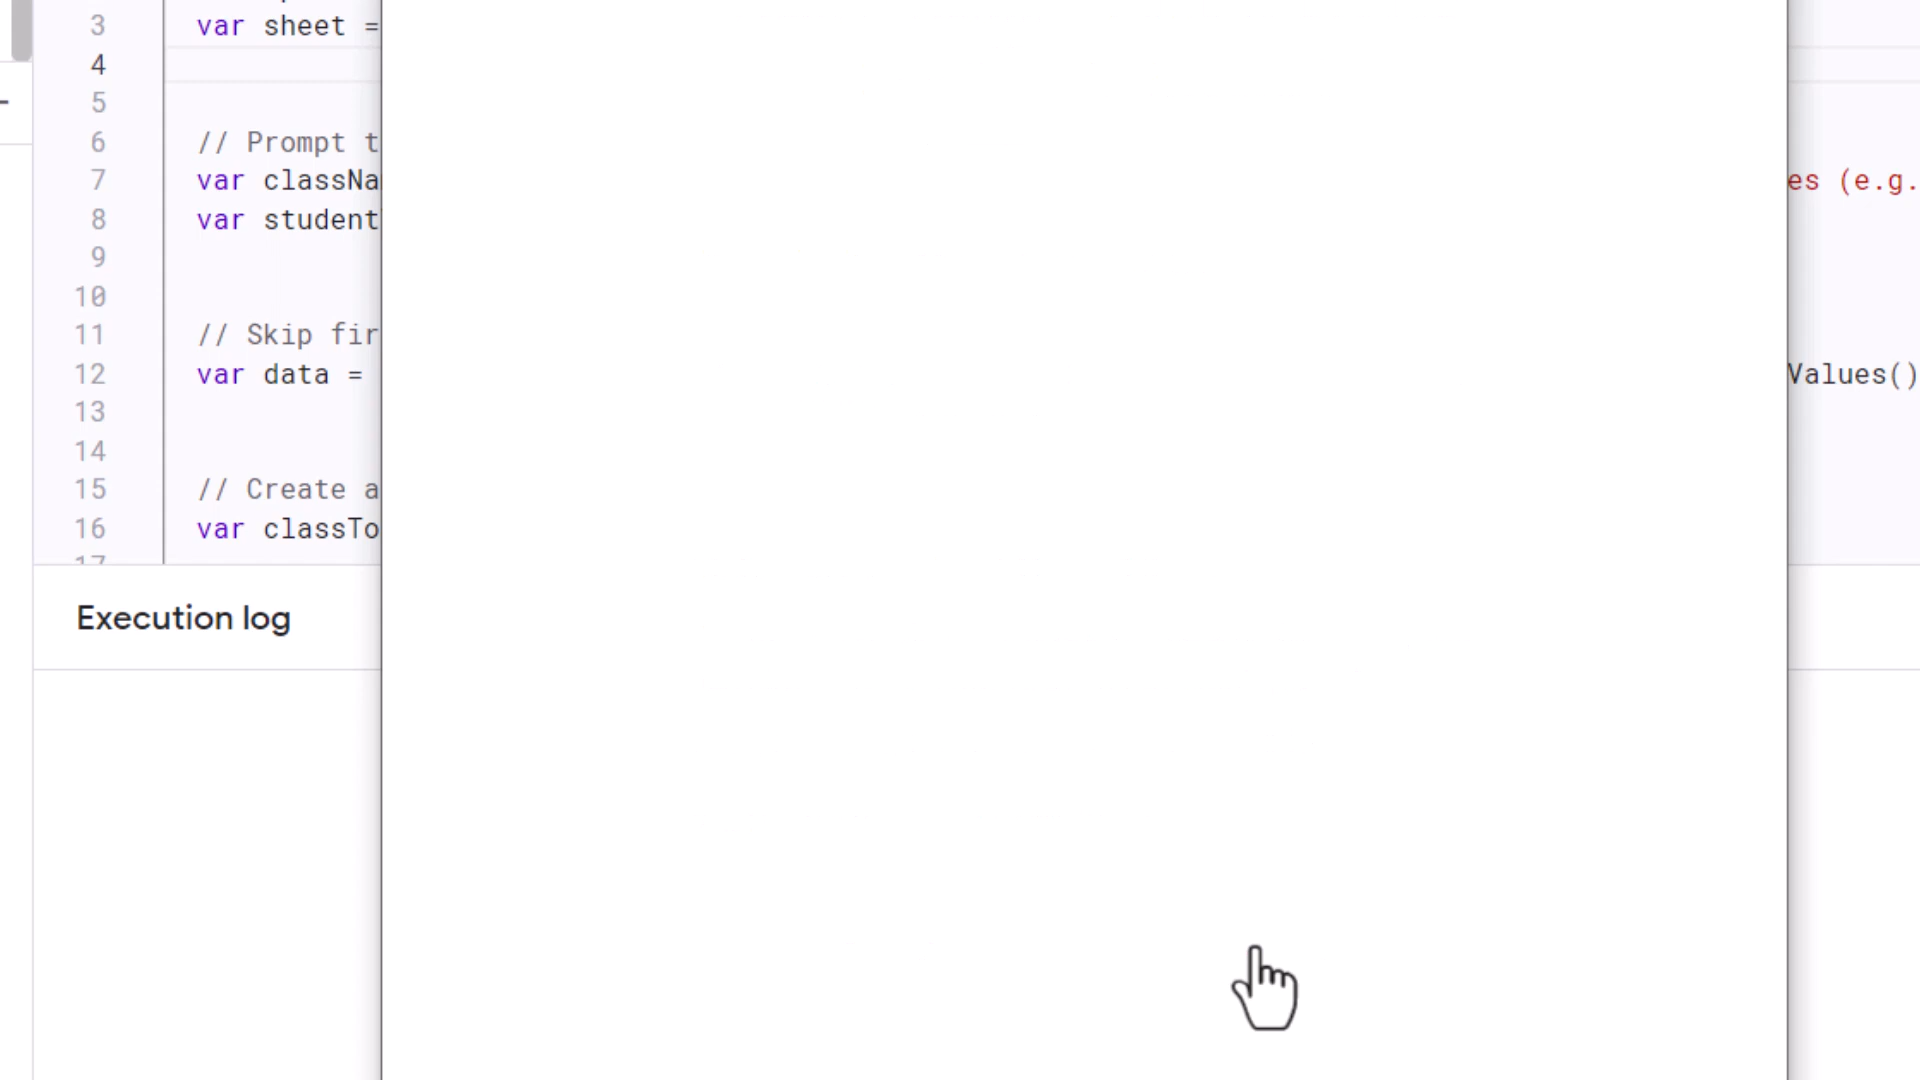 3 var sheet =
4
5
6 // Prompt t
7 var classNa es (e.g.
8 var student
9
10
11 // Skip fir
12 var data = Values()
13
14
15 // Create a
16 var classTo
17
Execution log